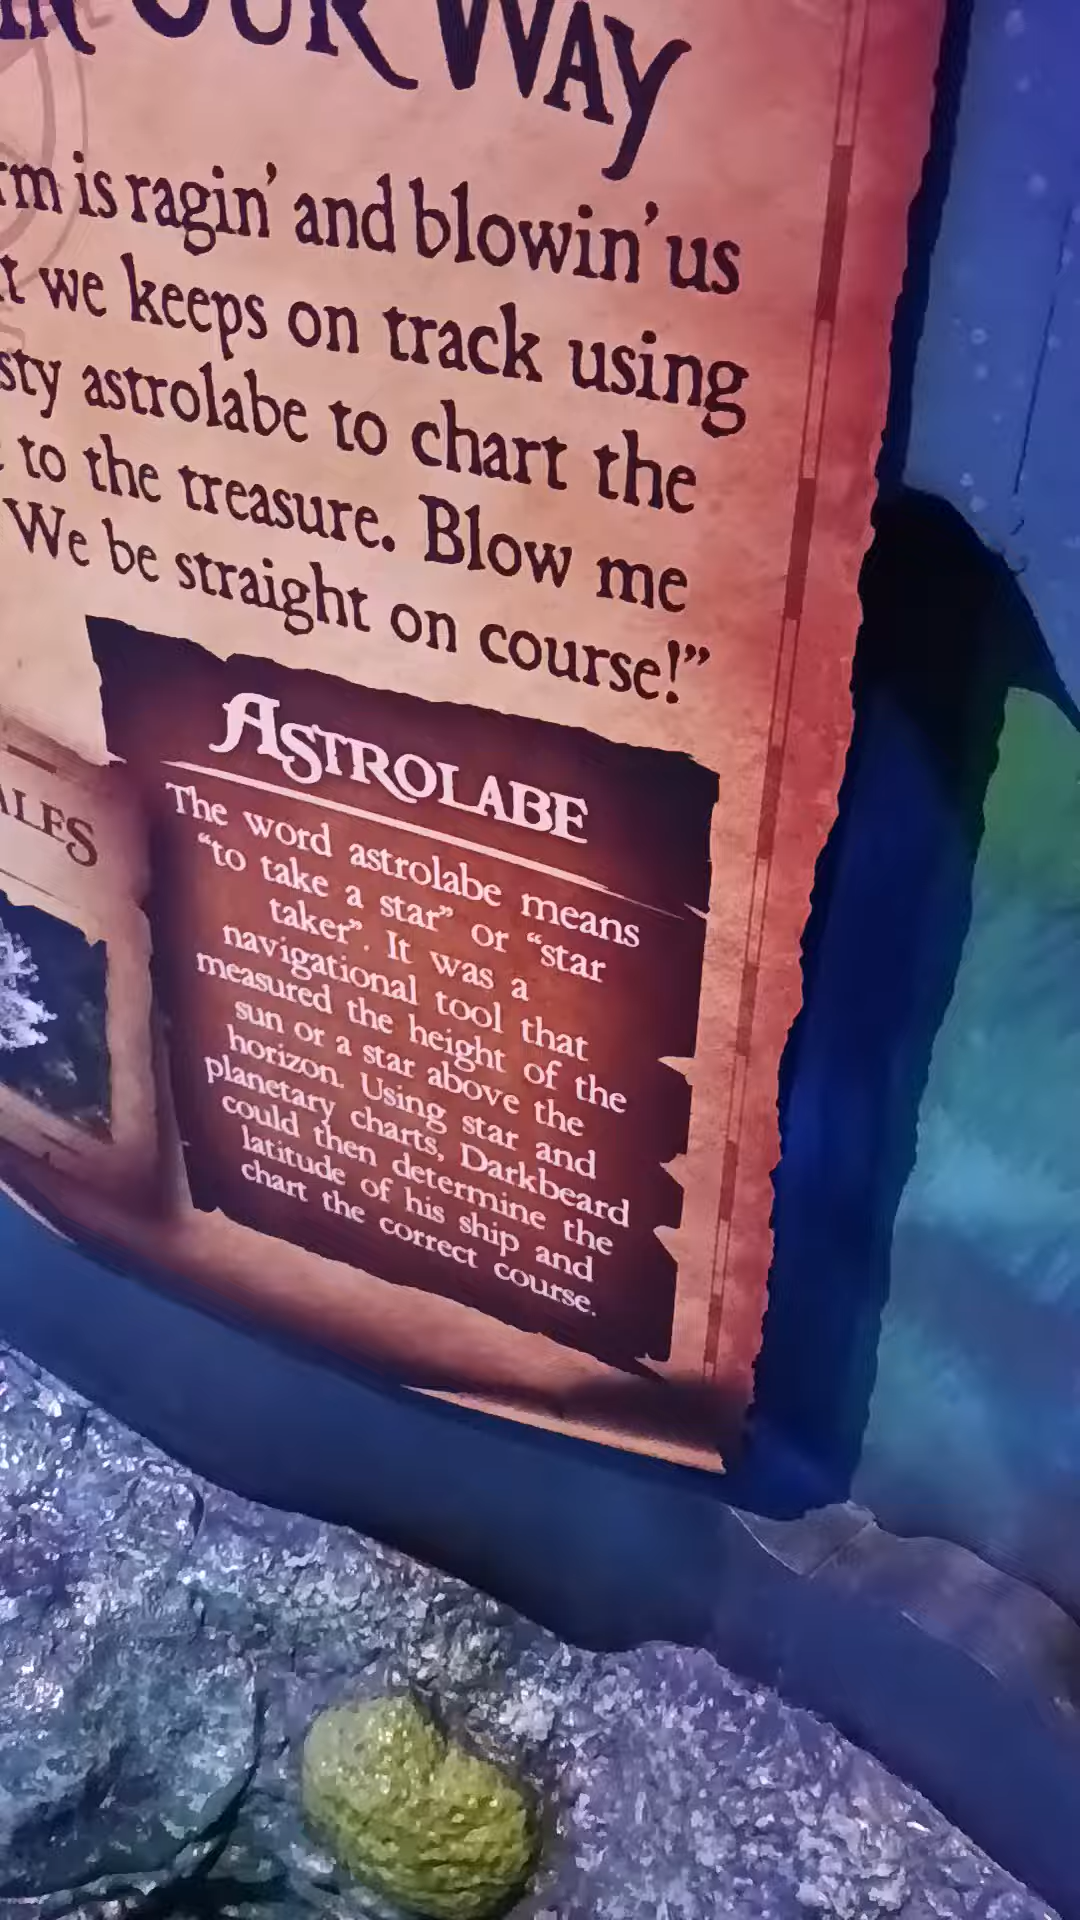 OUR WAY
is ragin' and blowin' us
we keeps on track using
astrolabe to chart the
to the treasure. Blow me
We be straight on course!”
ASTROLABE
The word astrolabe means
“to take a star” or “star
taker”. It was a
navigational tool that
measured the height of the
sun or a star above the
horizon. Using star and
planetary charts, Darkbeard
could then determine the
latitude of his ship and
chart the correct course.